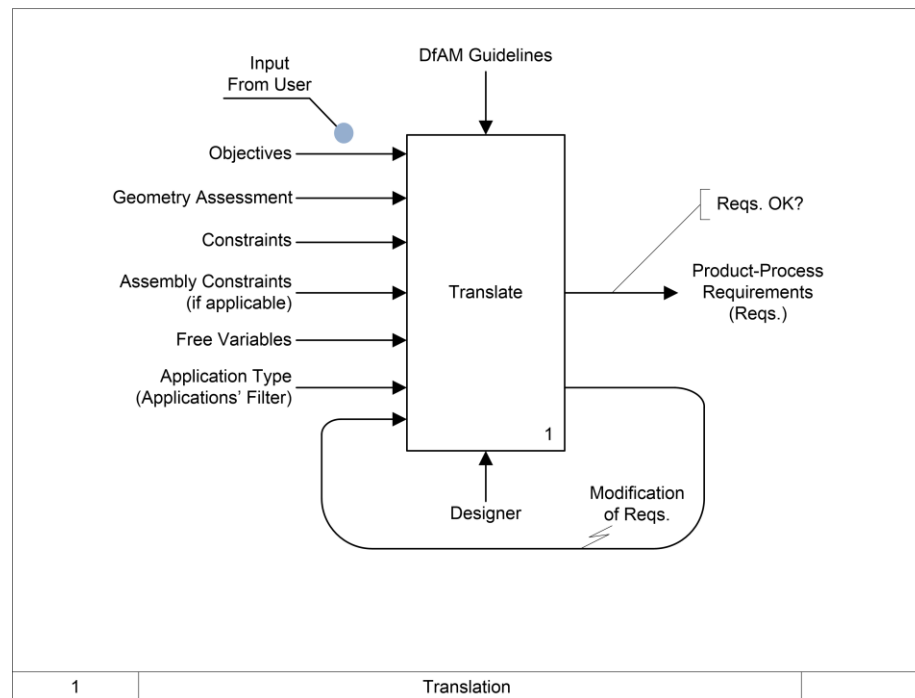 Input
From User
DfAM Guidelines
Objectives
Geometry Assessment
Constraints
Assembly Constraints
(if applicable)
Free Variables
Application Type
(Applications’ Filter)
Translate
1
Reqs. OK?
Product-Process
Requirements
(Reqs.)
Designer
Modification
of Reqs.
1
Translation